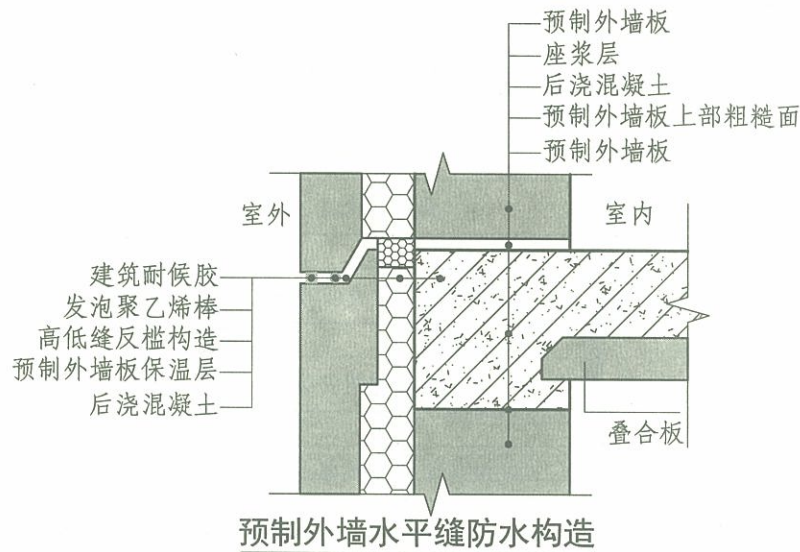 预制外墙板
座浆层
后浇混凝土
预制外墙板上部粗糙面
预制外墙板
室外
室内
建筑耐候胶
发泡聚乙烯棒
高低缝反槛构造
预制外墙板保温层
后浇混凝土
叠合板
预制外墙水平缝防水构造